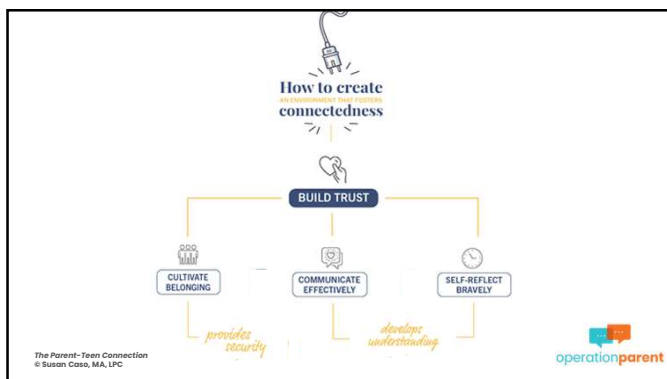 How to create
AN ENVIRONMENT THAT FOSTERS
connectedness
BUILD TRUST
CULTIVATE
BELONGING
COMMUNICATE
EFFECTIVELY
SELF-REFLECT
BRAVELY
provides
security
develops
understanding
The Parent-Teen Connection
© Susan Caso, MA, LPC
operationparent